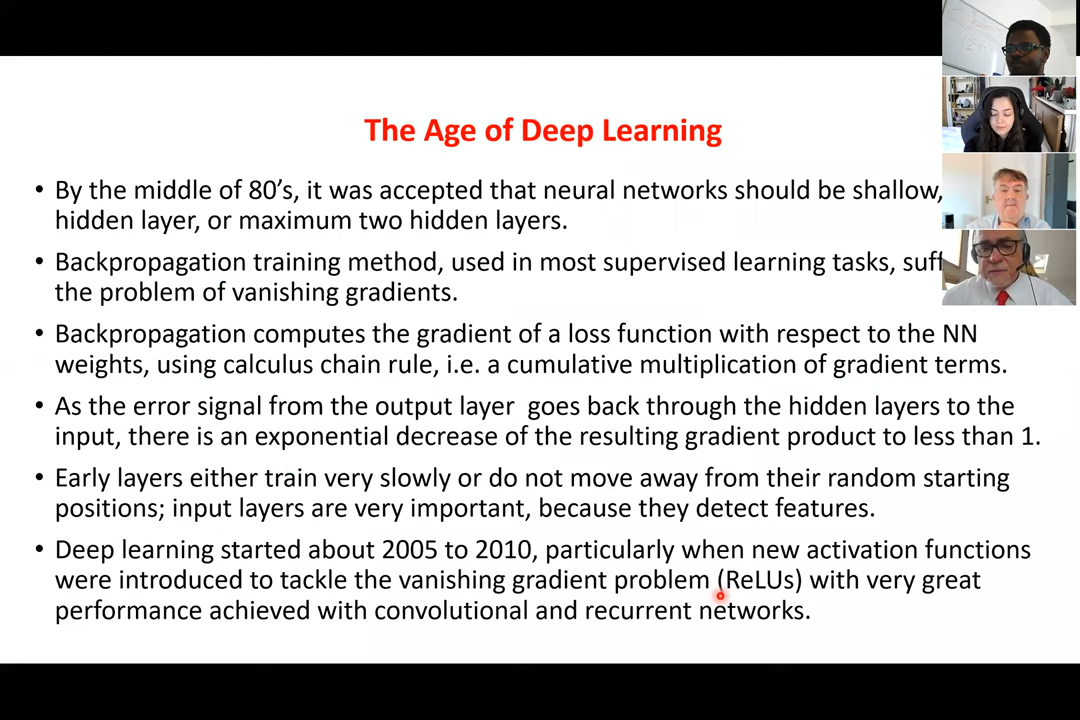 The Age of Deep Learning
• By the middle of 80's, it was accepted that neural networks should be shallow,
hidden layer, or maximum two hidden layers.
• Backpropagation training method, used in most supervised learning tasks,
the problem of vanishing gradients.
• Backpropagation computes the gradient of a loss function with respect to the NN
weights, using calculus chain rule, i.e. a cumulative multiplication of gradient terms.
• As the error signal from the output layer goes back through the hidden layers to the
input, there is an exponential decrease of the resulting gradient product to less than 1.
• Early layers either train very slowly or do not move away from their random starting
positions; input layers are very important, because they detect features.
• Deep learning started about 2005 to 2010, particularly when new activation functions
were introduced to tackle the vanishing gradient problem (ReLUs) with very great
performance achieved with convolutional and recurrent networks.